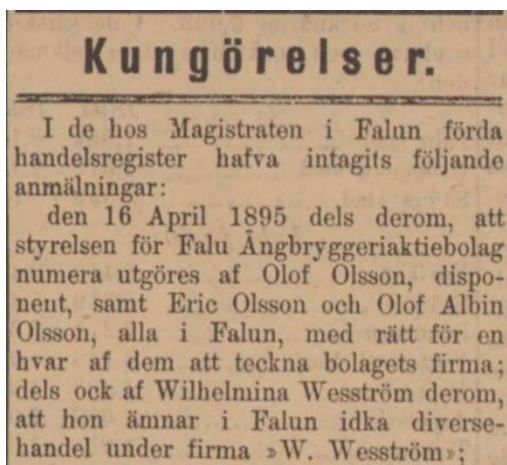 Kungörelser.
I de hos Magistraten i Falun förda
handelsregister hafva intagits följande
anmälningar:
den 16 April 1895 dels derom, att
styrelsen för Falu Ångbryggeriaktiebolag
numera utgöres af Olof Olsson, dispo-
nent, samt Eric Olsson och Olof Albin
Olsson, alla i Falun, med rätt för en
hvar af dem att teckna bolagets firma;
dels ock af Wilhelmina Wesström derom,
att hon ämnar i Falun idka diverse-
handel under firma »W. Wesström»;